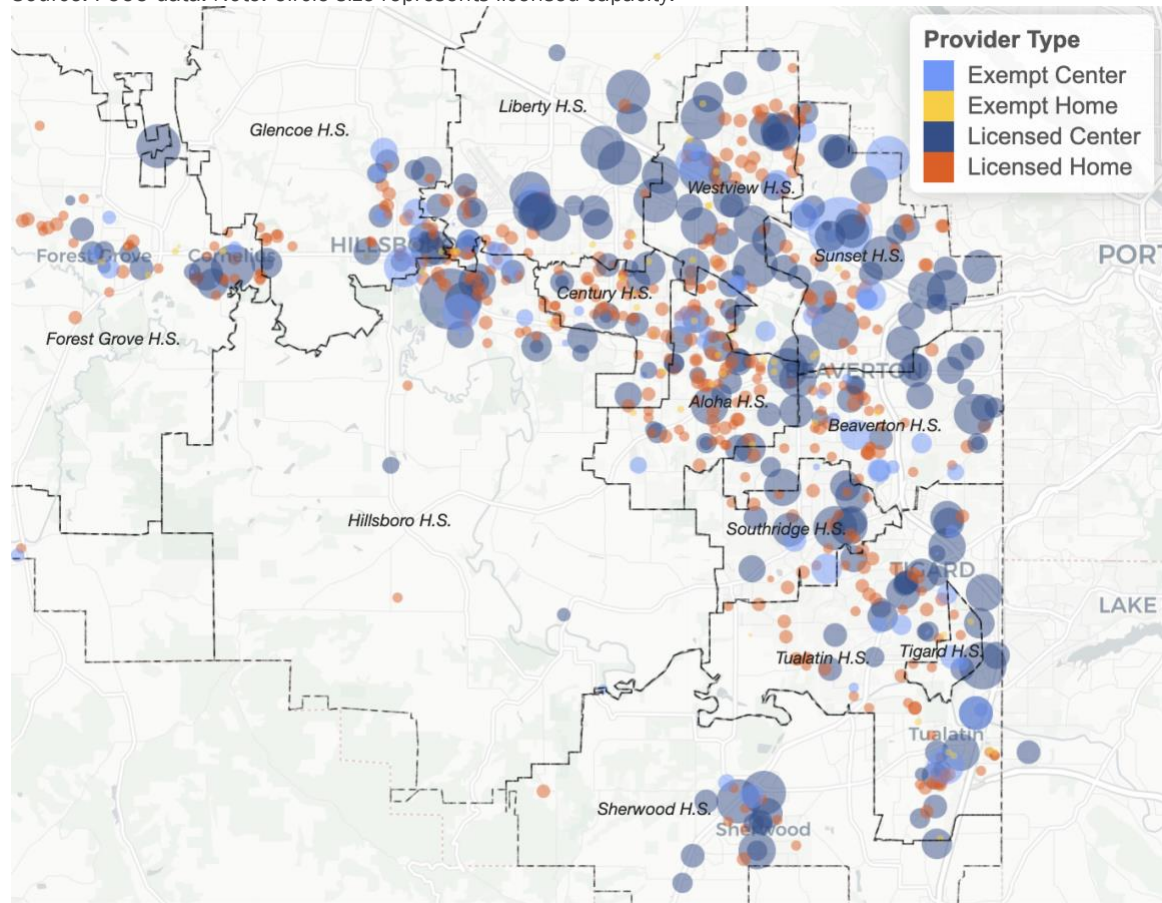 Provider Type
Exempt Center
Exempt Home
Licensed Center
Licensed Home
Liberty H.S.
Glencoe H.S.
Westview H.S.
HILLSBO
PORT
Forest Grove
Cornelius
Sunset H.S.
Century H.S.
Forest Grove H.S.
BEAVERTON
Aloha H.S.
Beaverton H.S.
Hillsboro H.S.
Southridge H.S.
TIGARD
LAKE
Tualatin H.S.
Tigard H.S.
Tualatin
Sherwood H.S.
Sherwood